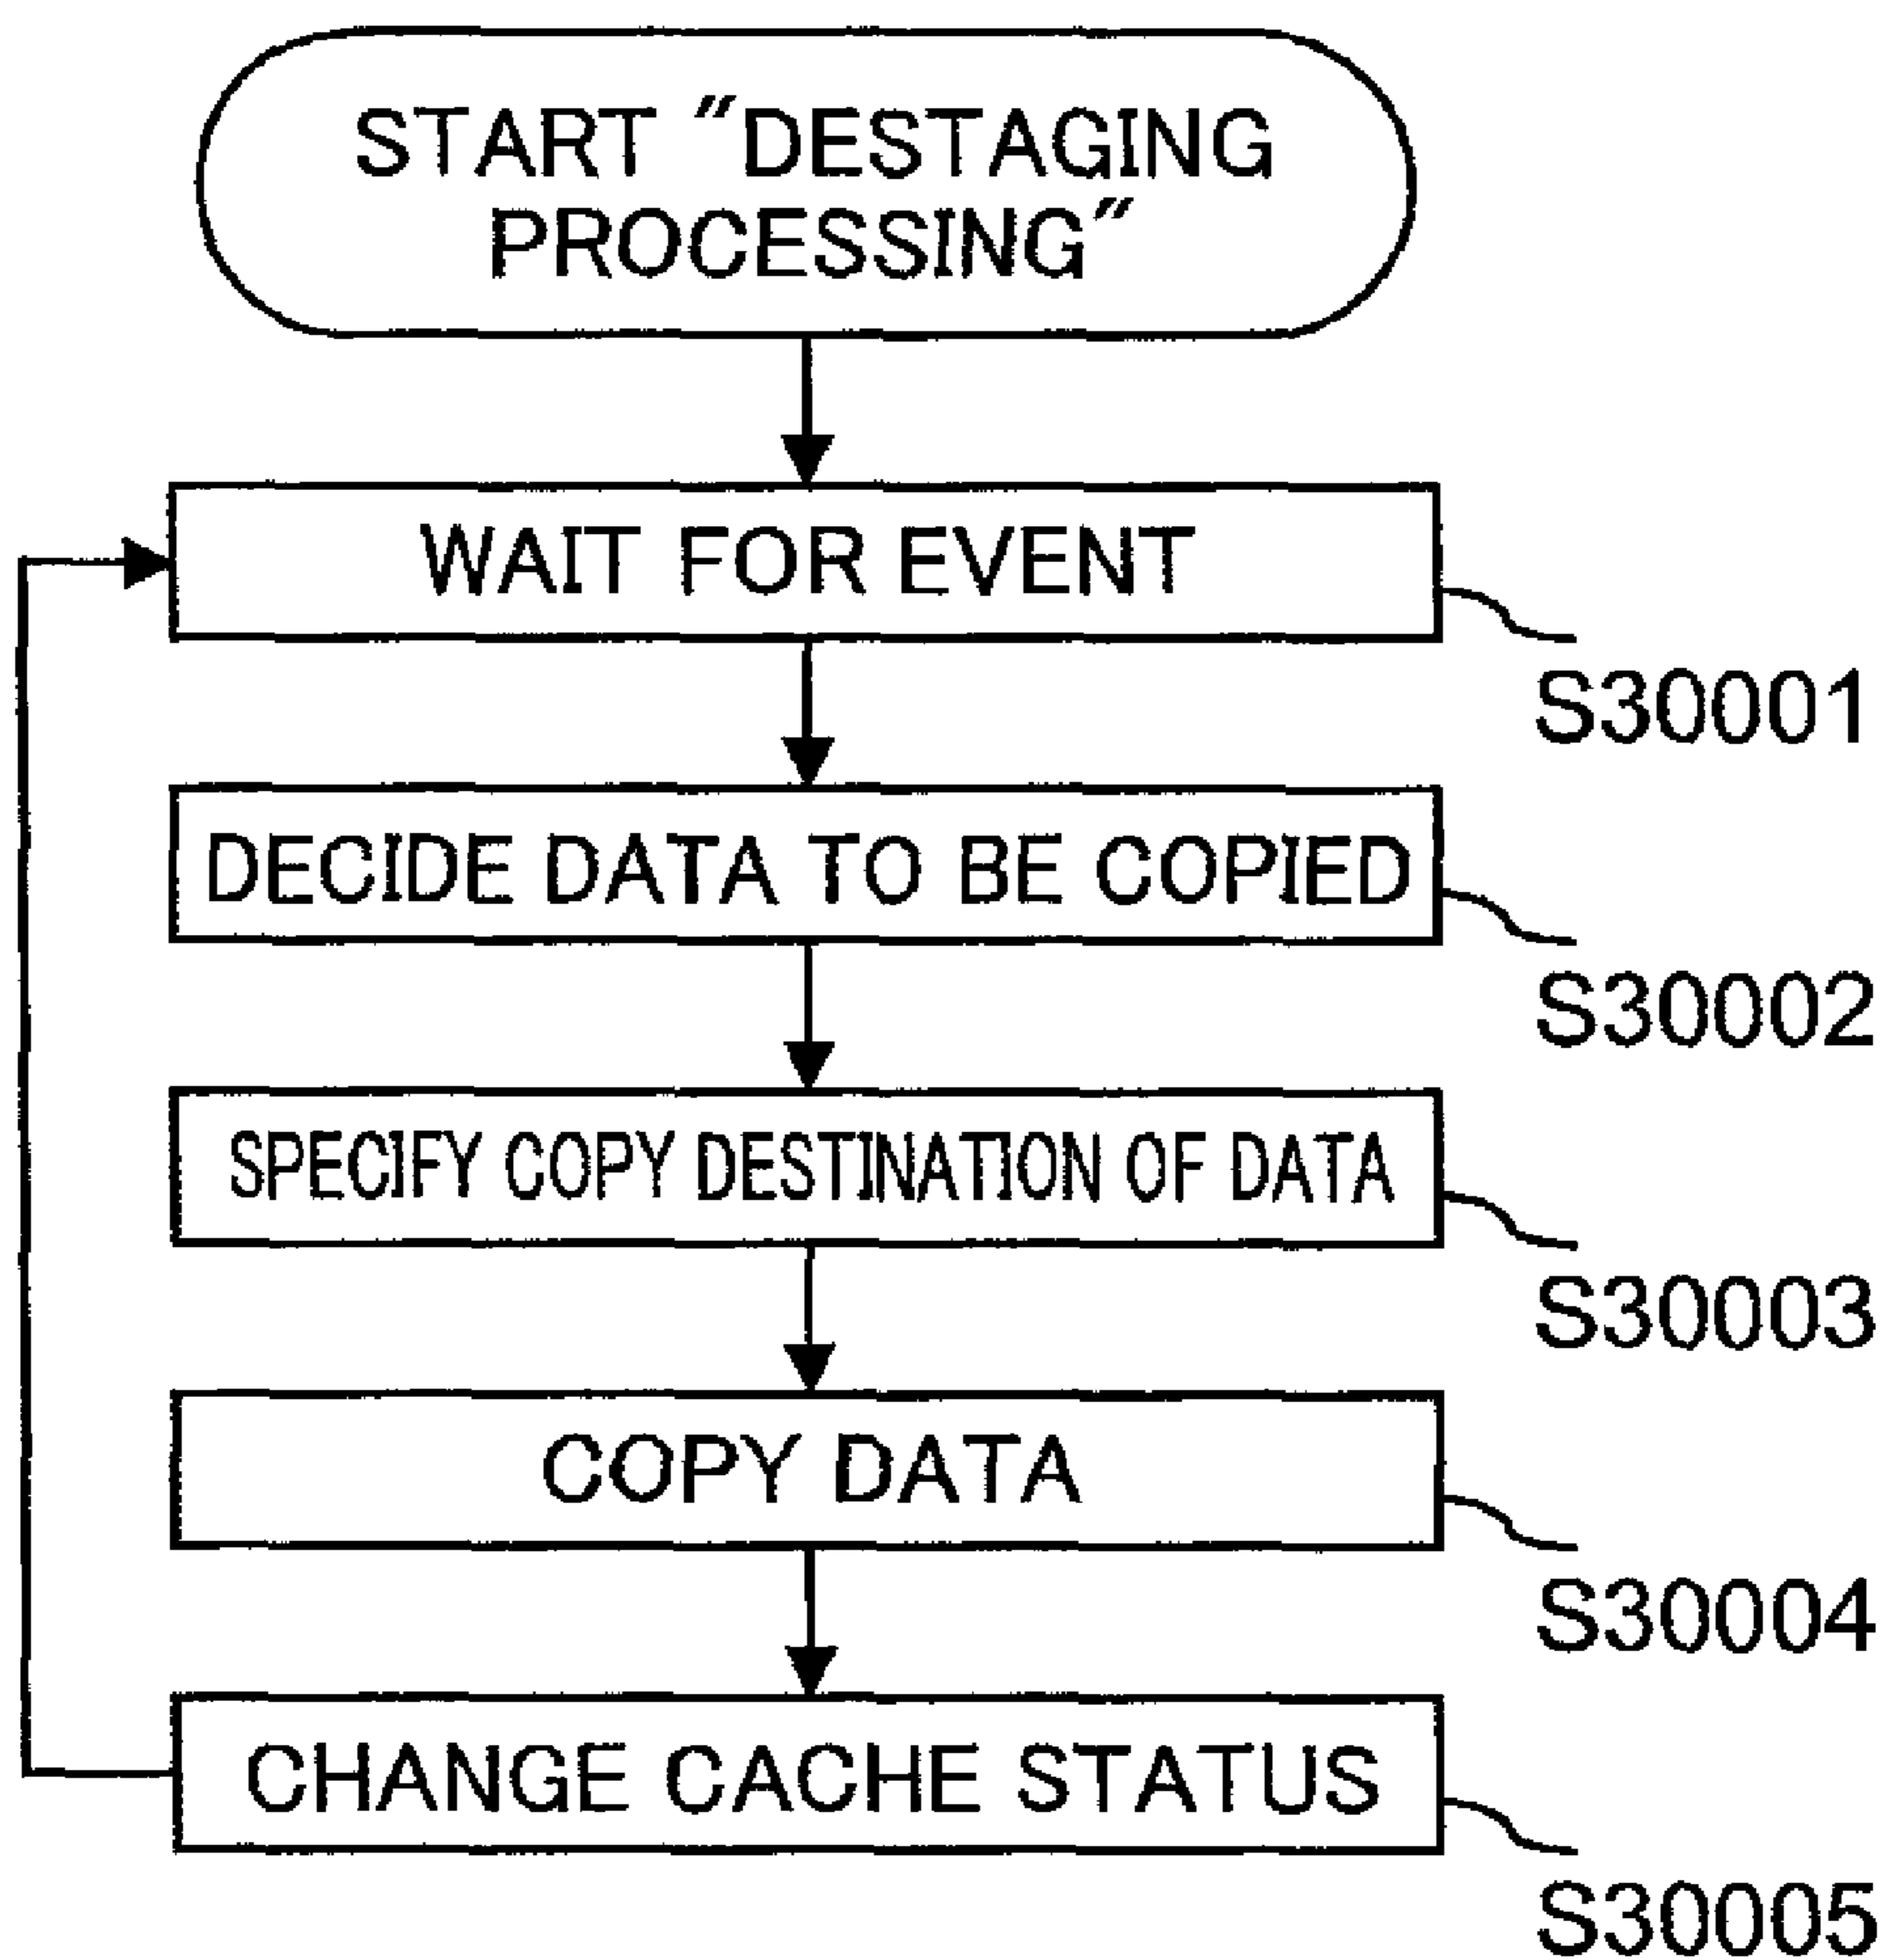 START "DESTAGING
PROCESSING"
WAIT FOR EVENT
S30001
DECIDE DATA TO BE COPIED
S30002
SPECIFY COPY DESTINATION OF DATA
S30003
COPY DATA
S30004
CHANGE CACHE STATUS
S30005